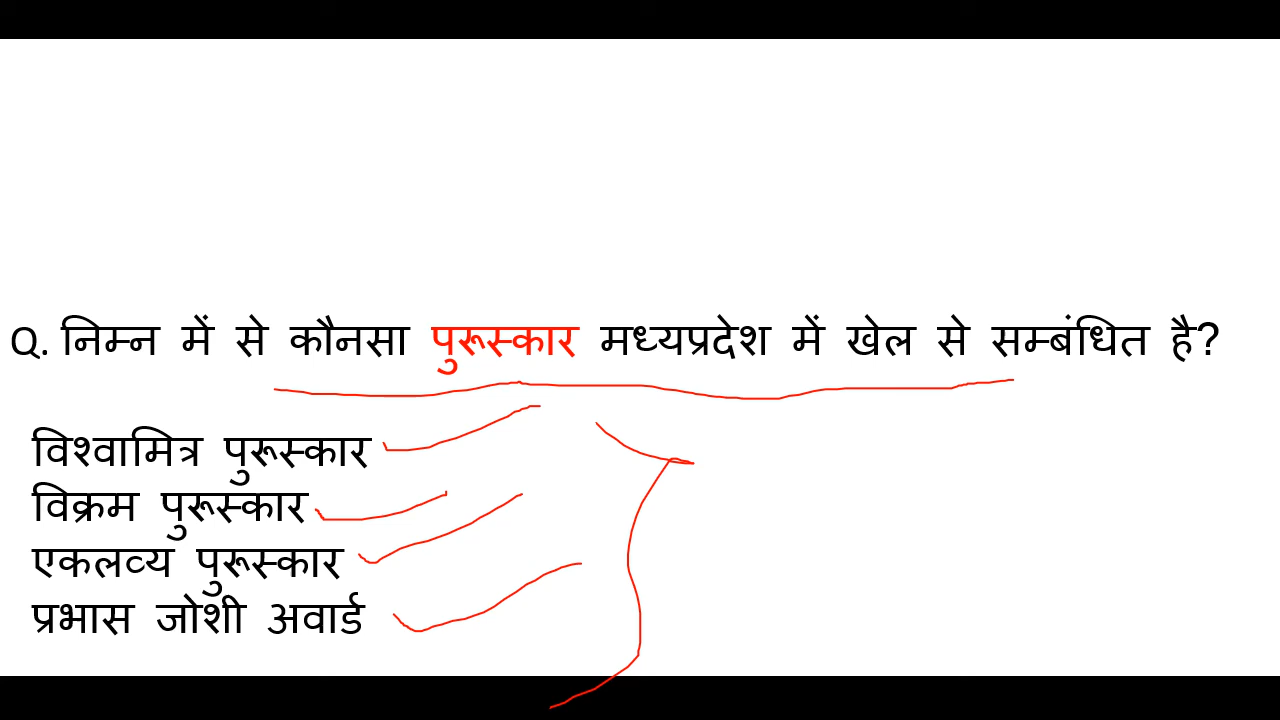 Q. निम्न में से कौनसा पुरूस्कार मध्यप्रदेश में खेल से सम्बंधित है?
विश्वामित्र पुरूस्कार
विक्रम पुरूस्कार
एकलव्य पुरूस्कार
प्रभास जोशी अवार्ड